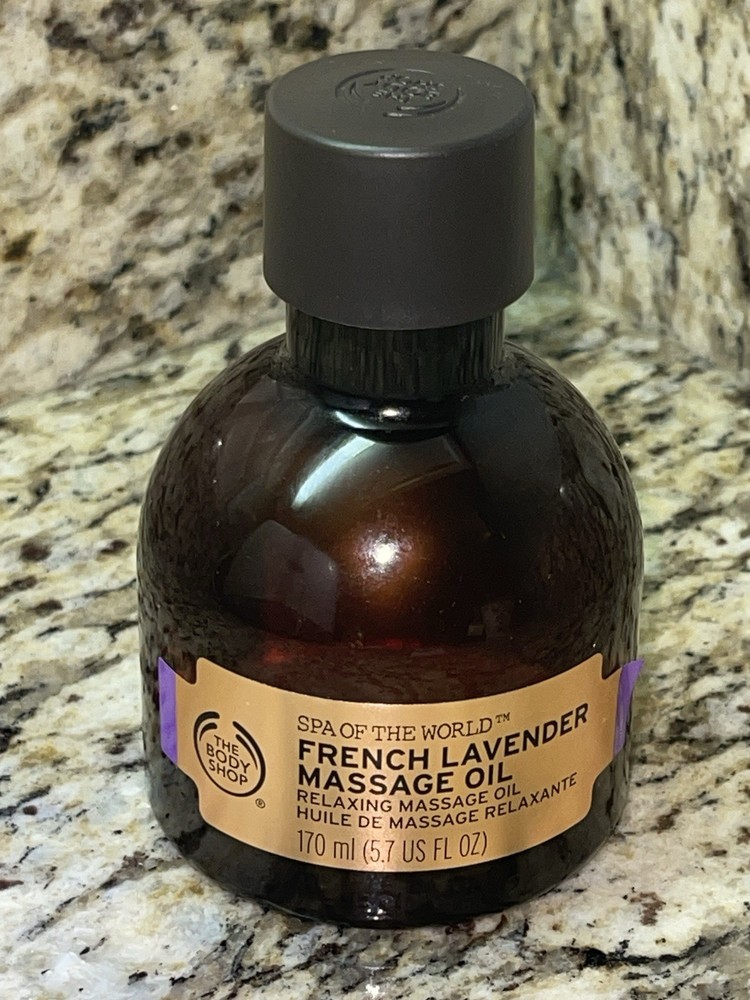 THE
BODY
SHOP
®
SPA OF THE WORLD™
FRENCH LAVENDER
MASSAGE OIL
RELAXING MASSAGE OIL
HUILE DE MASSAGE RELAXANTE
170 ml (5.7 US FL OZ)